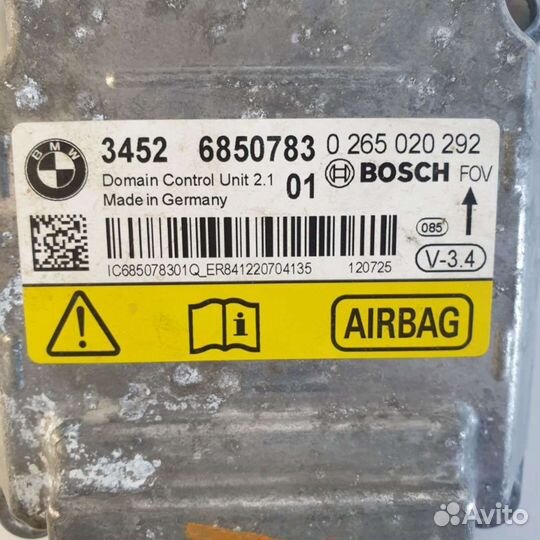 BMW
3452 6850783 0 265 020 292
Domain Control Unit 2.1 01 BOSCH FOV
Made in Germany
085
IC685078301Q_ER841220704135 120725 V-3.4
AIRBAG
Avito